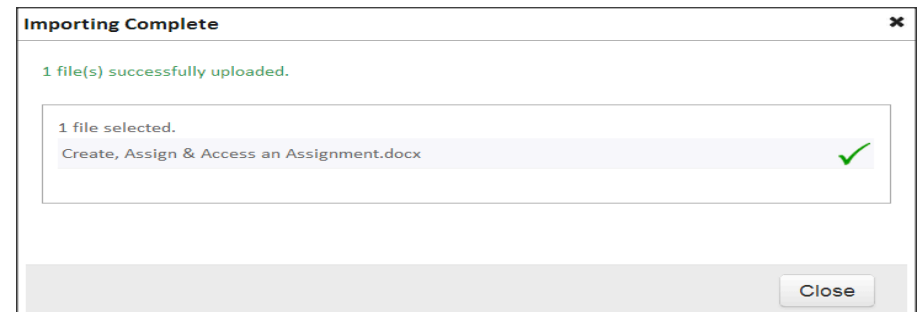 Importing Complete
1 file(s) successfully uploaded.
1 file selected.
Create, Assign & Access an Assignment.docx
Close